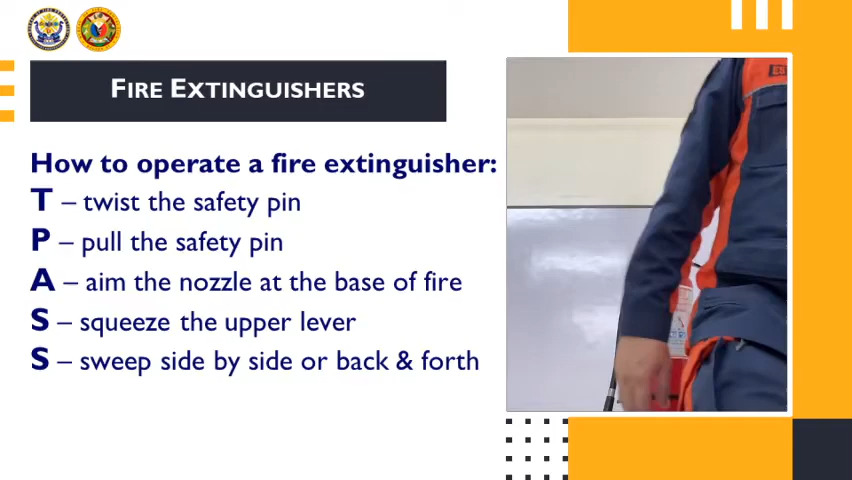 FIRE EXTINGUISHERS
How to operate a fire extinguisher:
T – twist the safety pin
P – pull the safety pin
A – aim the nozzle at the base of fire
S – squeeze the upper lever
S – sweep side by side or back & forth